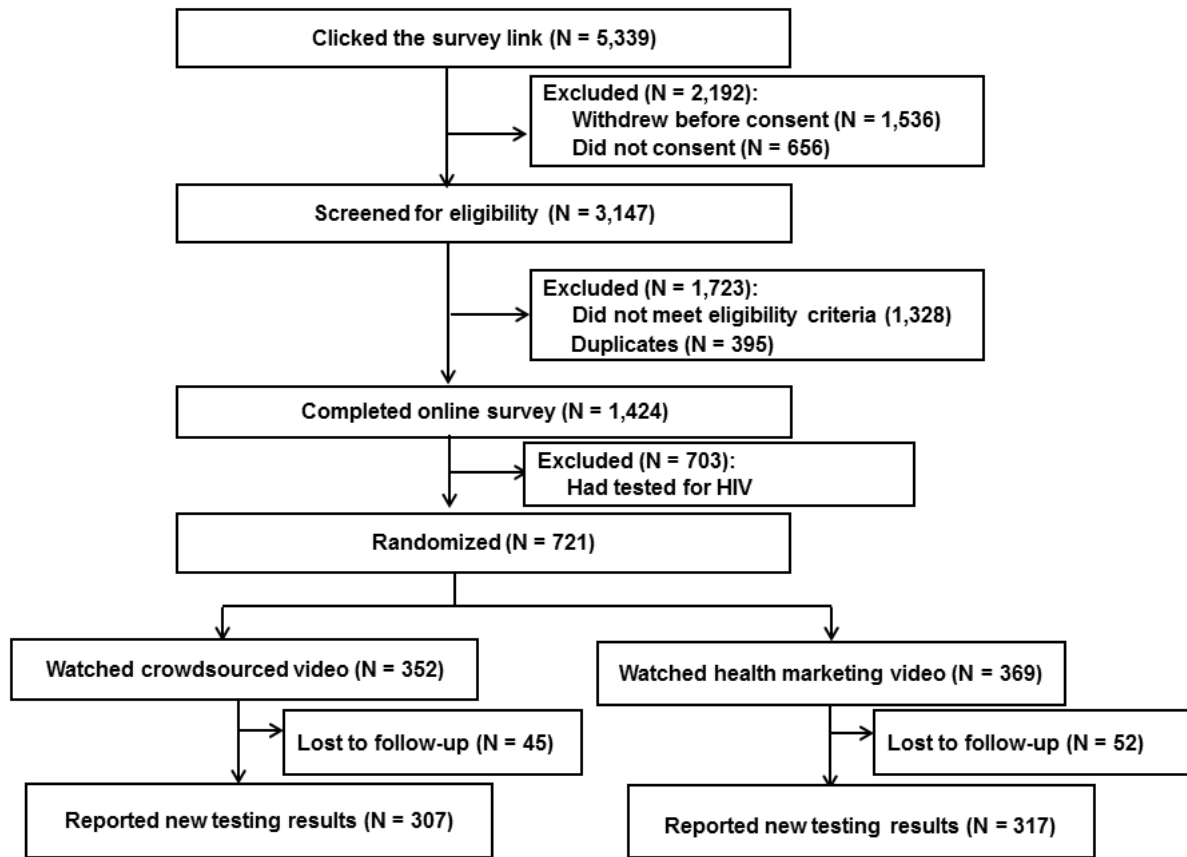 Clicked the survey link (N = 5,339)
Excluded (N = 2,192):
Withdrew before consent (N = 1,536)
Did not consent (N = 656)
Screened for eligibility (N = 3,147)
Excluded (N = 1,723):
Did not meet eligibility criteria (1,328)
Duplicates (N = 395)
Completed online survey (N = 1,424)
Excluded (N = 703):
Had tested for HIV
Randomized (N = 721)
Watched crowdsourced video (N = 352)
Watched health marketing video (N = 369)
Lost to follow-up (N = 45)
Lost to follow-up (N = 52)
Reported new testing results (N = 307)
Reported new testing results (N = 317)